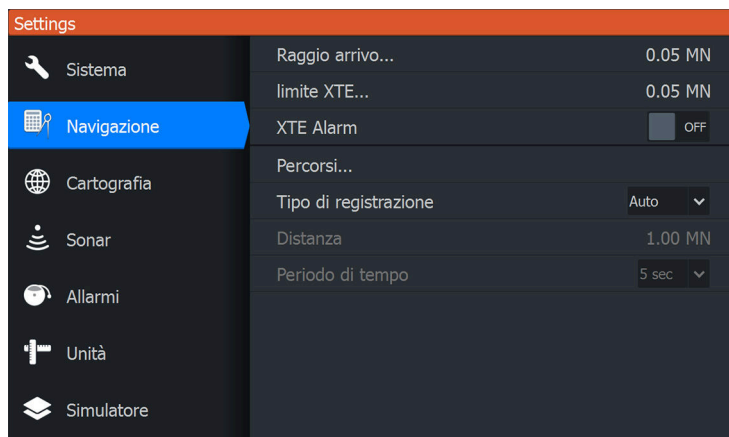 Settings
Sistema
Navigazione
Cartografia
Sonar
Allarmi
Unità
Simulatore
Raggio arrivo... 0.05 MN
limite XTE... 0.05 MN
XTE Alarm OFF
Percorsi...
Tipo di registrazione Auto
Distanza 1.00 MN
Periodo di tempo 5 sec